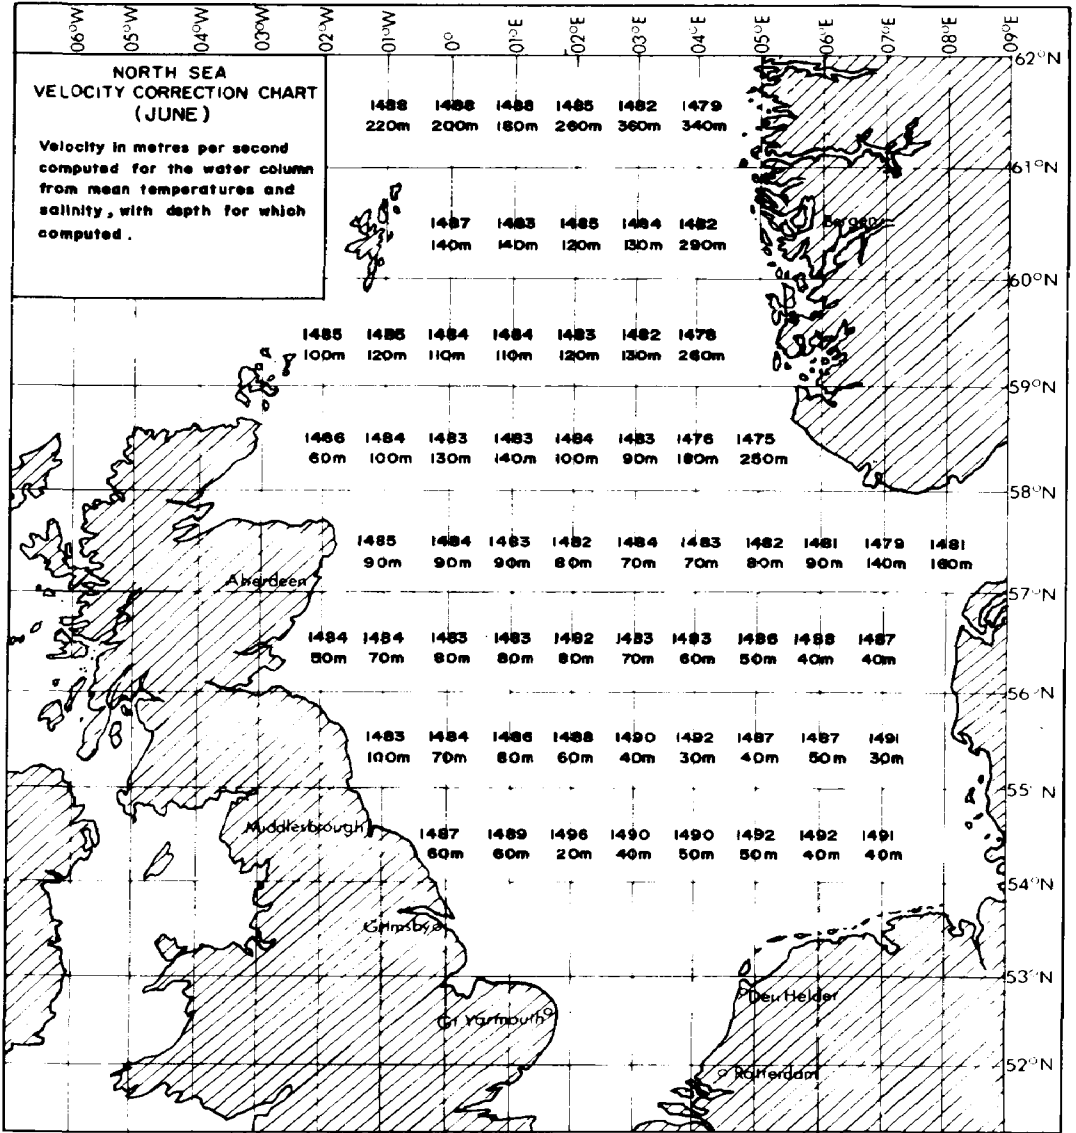 06°W 05°W 04°W 03°W 02°W 01°W 0° 01°E 02°E 03°E 04°E 05°E 06°E 07°E 08°E 09°E
62°N
NORTH SEA
VELOCITY CORRECTION CHART
(JUNE)
Velocity in metres per second
computed for the water column
from mean temperatures and
salinity, with depth for which
computed.
1488 1488 1488 1485 1482 1479
220m 200m 180m 260m 360m 340m
61°N
1487 1483 1485 1484 1482
140m 140m 120m 130m 290m
Bergen
60°N
1485 1485 1484 1484 1483 1482 1478
100m 120m 110m 110m 120m 130m 260m
59°N
1486 1484 1483 1483 1484 1483 1476 1475
60m 100m 130m 140m 100m 90m 180m 250m
58°N
1485 1484 1483 1482 1484 1483 1482 1481 1479 1481
90m 90m 90m 80m 70m 70m 80m 90m 140m 160m
Aberdeen
57°N
1484 1484 1483 1483 1482 1483 1483 1486 1488 1487
50m 70m 80m 80m 80m 70m 60m 50m 40m 40m
56°N
1483 1484 1486 1488 1490 1492 1487 1487 1491
100m 70m 80m 60m 40m 30m 40m 50m 30m
55°N
Middlesbrough
1487 1489 1496 1490 1490 1492 1492 1491
60m 60m 20m 40m 50m 50m 40m 40m
54°N
Grimsby
53°N
Den Helder
Gt Yarmouth
52°N
Rotterdam